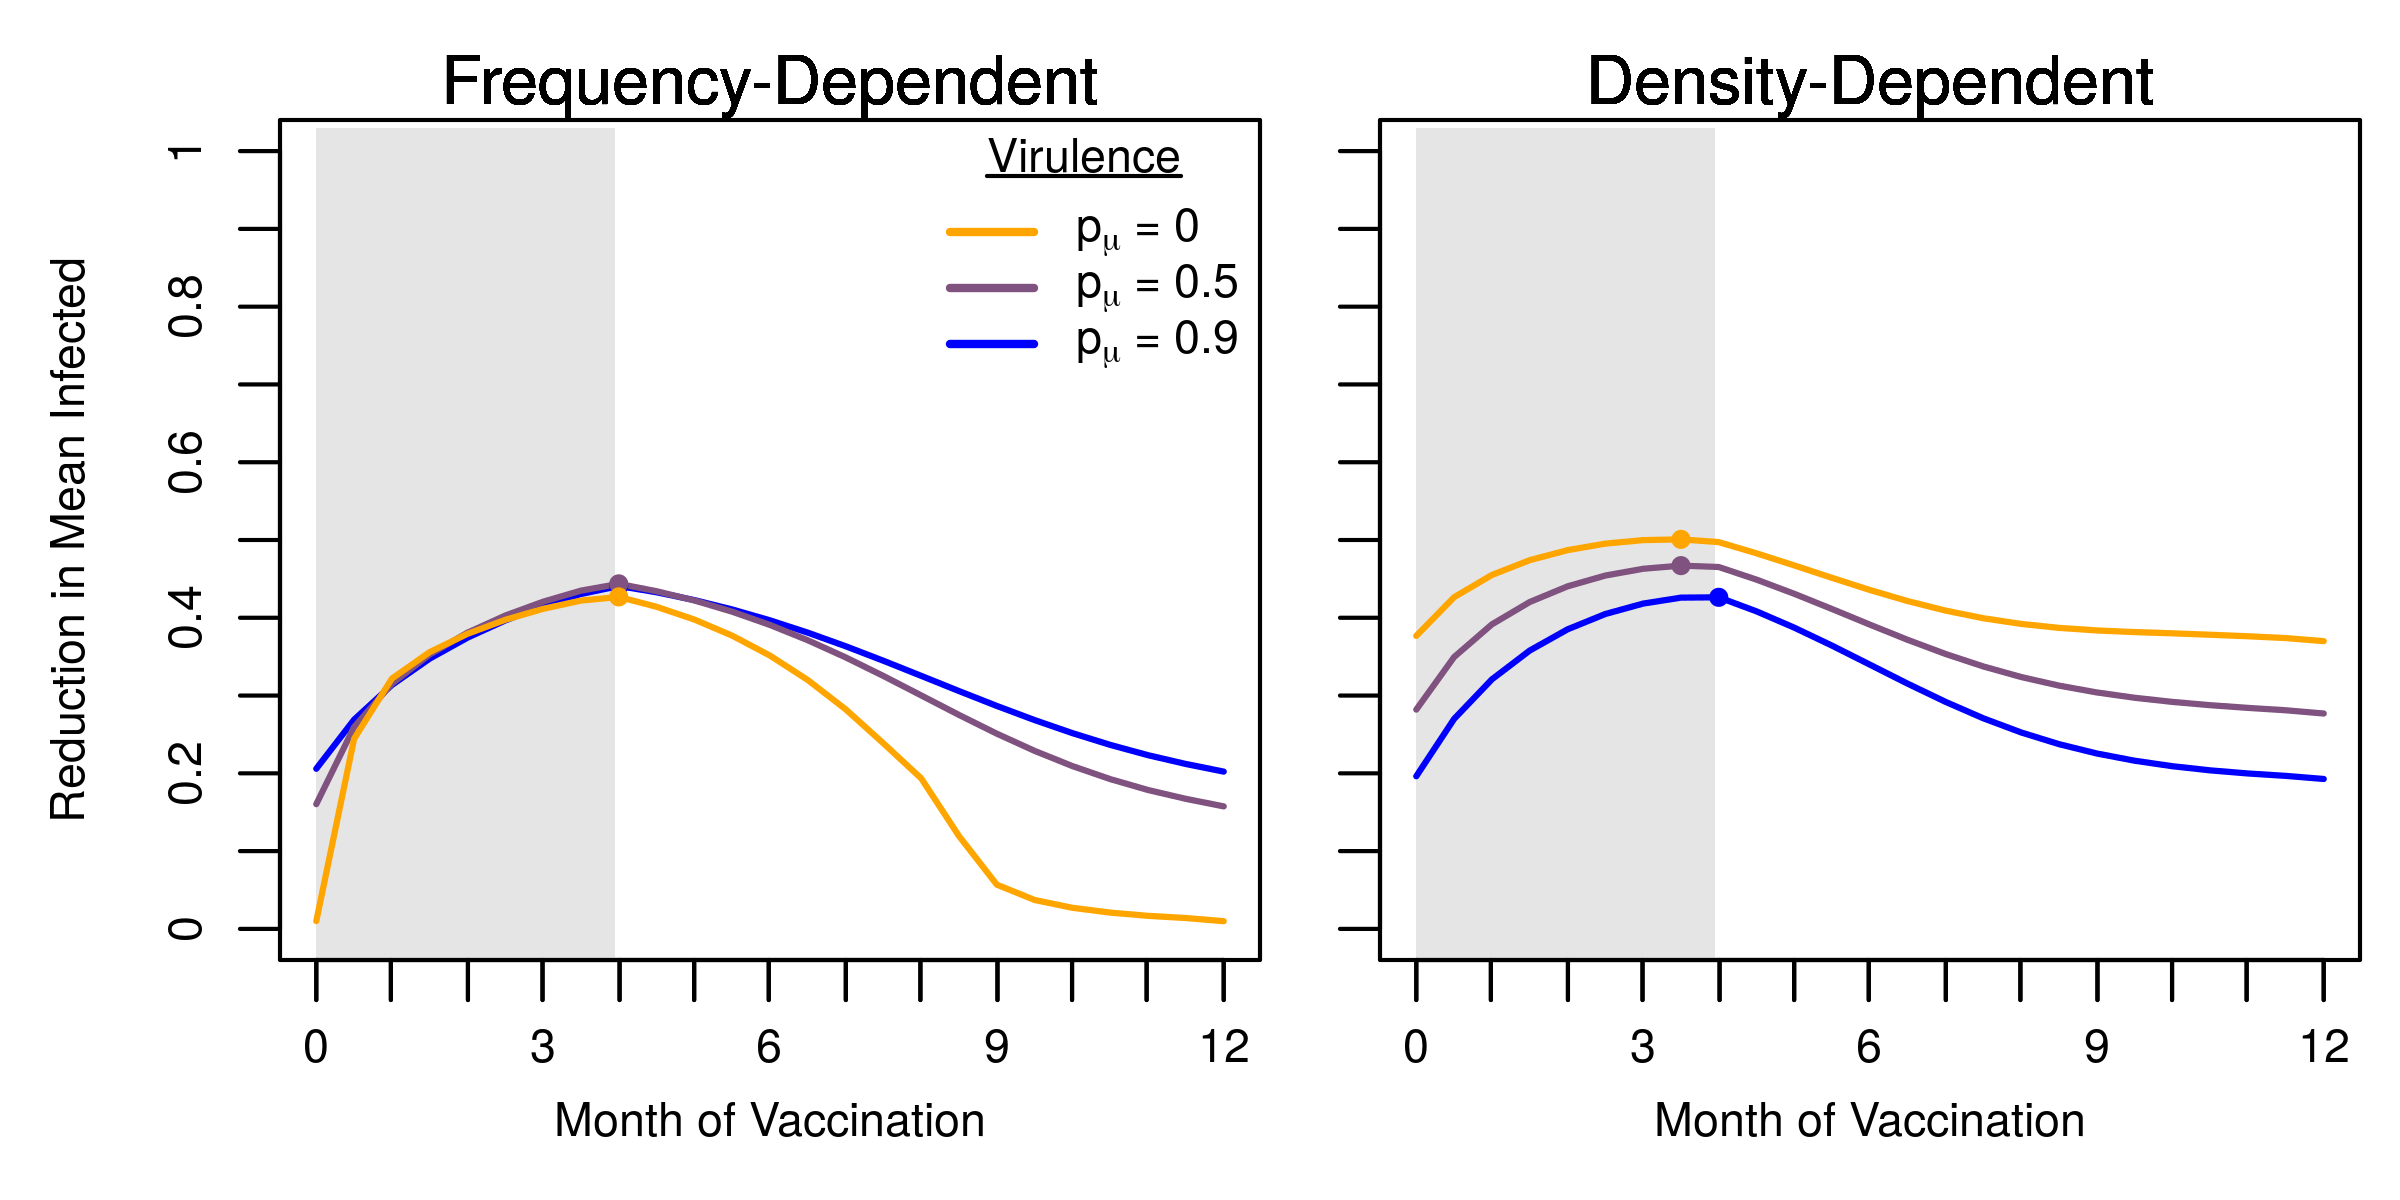 Frequency-Dependent
Density-Dependent
Reduction in Mean Infected
1
0.8
0.6
0.4
0.2
0
Virulence
pμ = 0
pμ = 0.5
pμ = 0.9
0 3 6 9 12
0 3 6 9 12
Month of Vaccination
Month of Vaccination